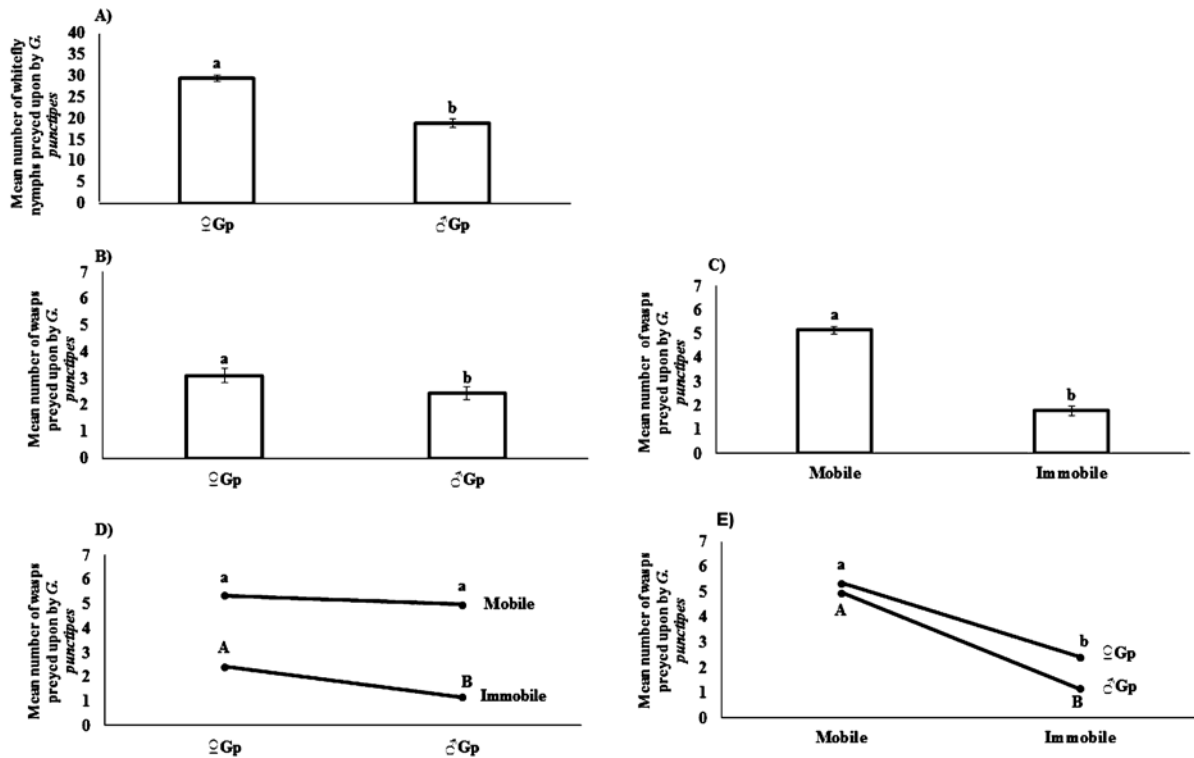 A)
Mean number of whitefly
nymphs preyed upon by G.
punctipes
40
35
30
25
20
15
10
5
0
a
b
♀Gp
♂Gp
B)
Mean number of wasps
preyed upon by G.
punctipes
7
6
5
4
3
2
1
0
a
b
♀Gp
♂Gp
C)
Mean number of wasps
preyed upon by G.
punctipes
7
6
5
4
3
2
1
0
a
b
Mobile
Immobile
D)
Mean number of wasps
preyed upon by G.
punctipes
7
6
5
4
3
2
1
0
a
a
Mobile
A
B
Immobile
♀Gp
♂Gp
E)
Mean number of wasps
preyed upon by G.
punctipes
7
6
5
4
3
2
1
0
a
A
b
♀Gp
♂Gp
B
Mobile
Immobile